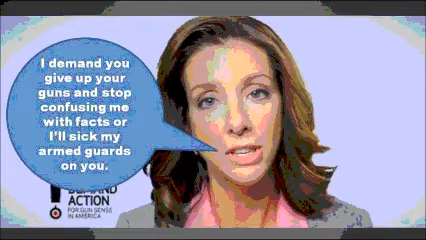 I demand you
give up your
guns and stop
confusing me
with facts or
I'll sick my
armed guards
on you.
DEMAND
ACTION
FOR GUN SENSE
IN AMERICA